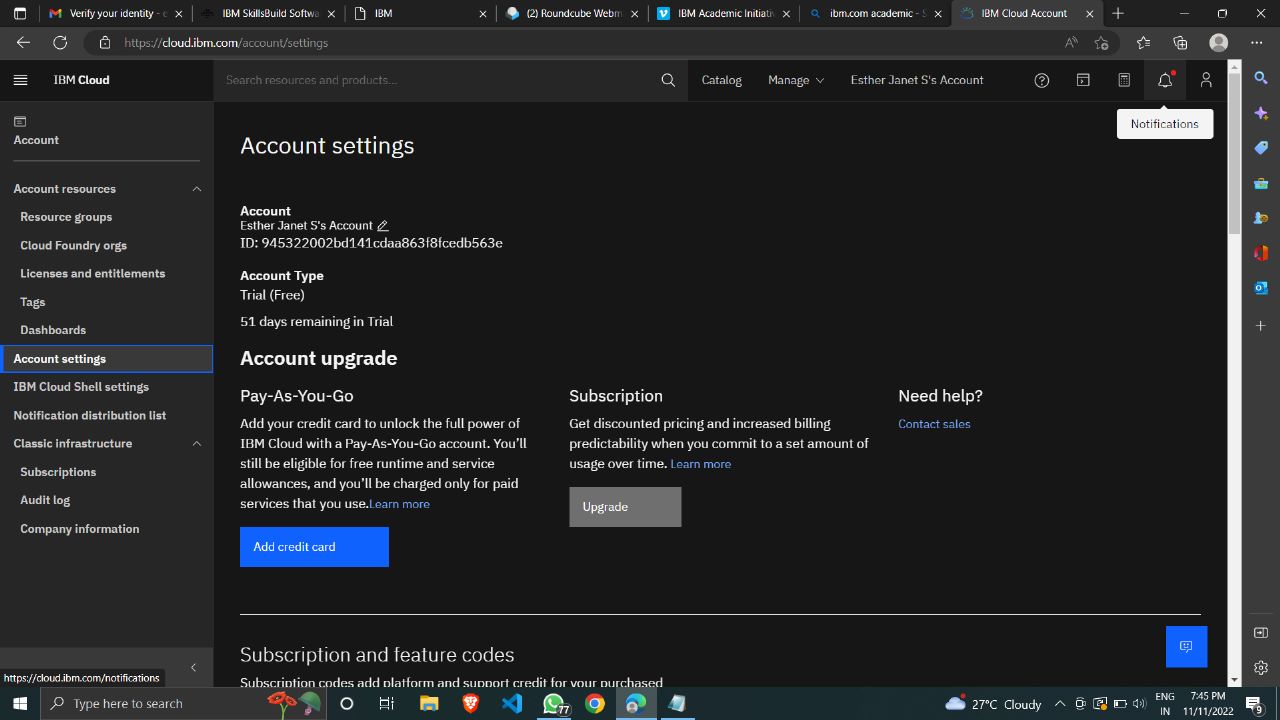 Verify your identity - e
IBM SkillsBuild Softwa
IBM
(2) Roundcube Webm
IBM Academic Initiativ
ibm.com academic - S
IBM Cloud Account
https://cloud.ibm.com/account/settings
IBM Cloud
Search resources and products...
Catalog
Manage
Esther Janet S's Account
Notifications
Account
Account resources
Resource groups
Cloud Foundry orgs
Licenses and entitlements
Tags
Dashboards
Account settings
IBM Cloud Shell settings
Notification distribution list
Classic infrastructure
Subscriptions
Audit log
Company information
https://cloud.ibm.com/notifications
Account settings
Account
Esther Janet S's Account
ID: 945322002bd141cdaa863f8fcedb563e
Account Type
Trial (Free)
51 days remaining in Trial
Account upgrade
Pay-As-You-Go
Add your credit card to unlock the full power of
IBM Cloud with a Pay-As-You-Go account. You’ll
still be eligible for free runtime and service
allowances, and you’ll be charged only for paid
services that you use.Learn more
Add credit card
Subscription
Get discounted pricing and increased billing
predictability when you commit to a set amount of
usage over time. Learn more
Upgrade
Need help?
Contact sales
Subscription and feature codes
Subscription codes add platform and support credit for your purchased
Type here to search
77
27°C Cloudy
ENG
IN
7:45 PM
11/11/2022
9